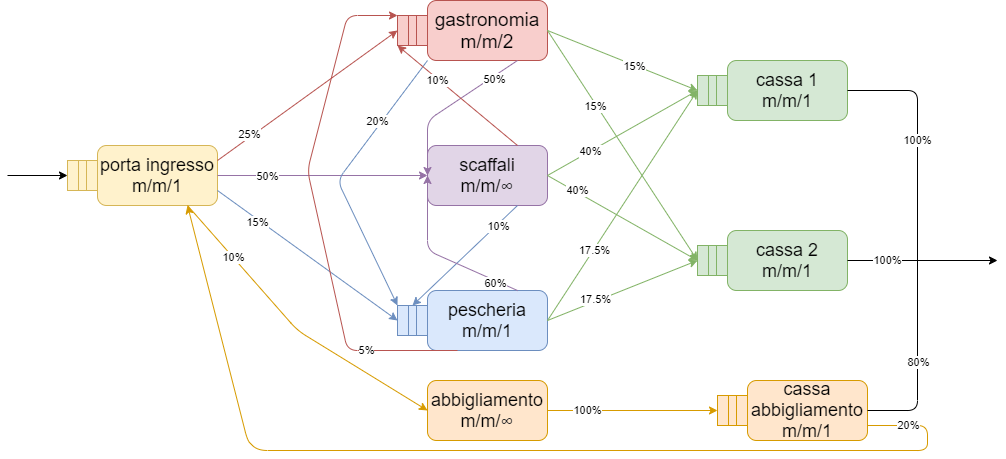 gastronomia
m/m/2
15%
cassa 1
m/m/1
10%
50%
15%
20%
25%
100%
porta ingresso
m/m/1
50%
scaffali
m/m/∞
40%
40%
15%
10%
17.5%
10%
cassa 2
m/m/1
100%
60%
17.5%
pescheria
m/m/1
5%
80%
abbigliamento
m/m/∞
100%
cassa
abbigliamento
m/m/1
20%